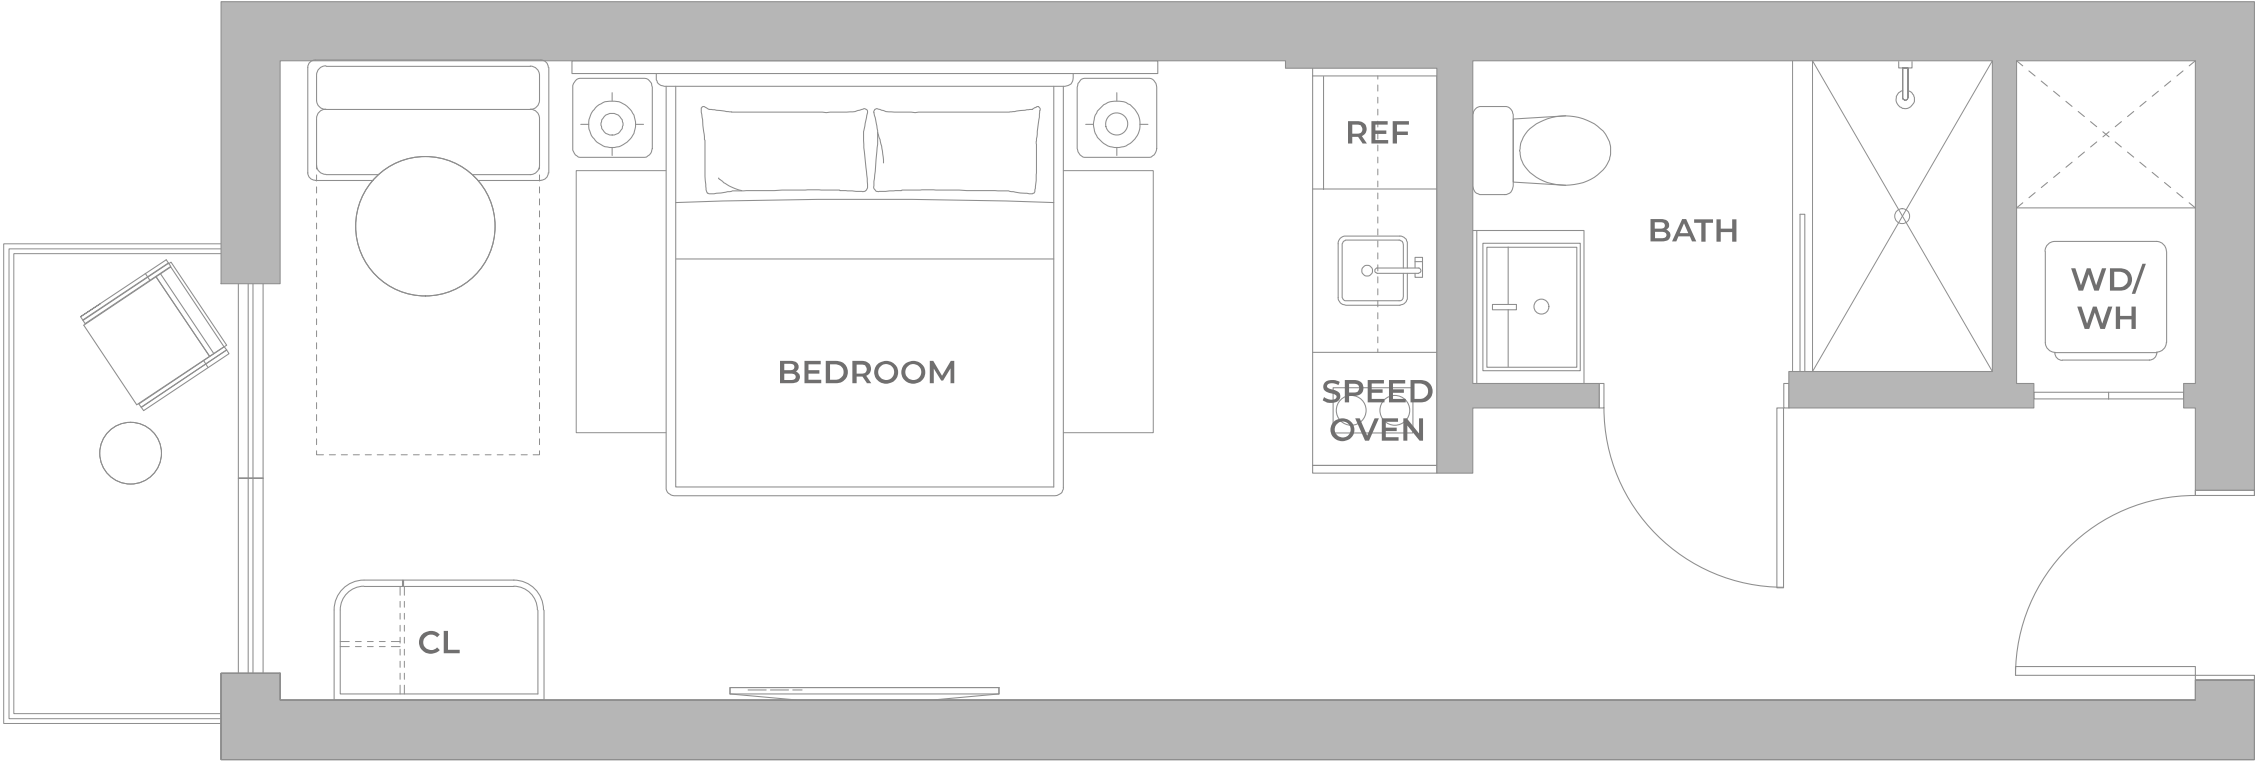 REF
BATH
WD/
WH
BEDROOM
SPEED
OVEN
CL